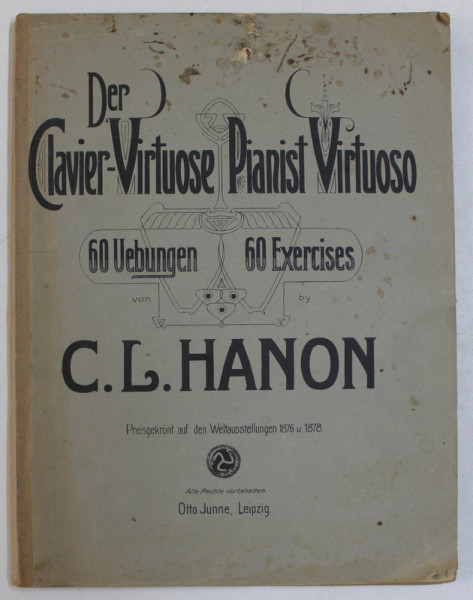 Der
Clavier-Virtuose Pianist Virtuoso
60 Uebungen 60 Exercises
von by
C. L. HANON
Preisgekrönt auf den Weltausstellungen 1876 u. 1878.
Alle Rechte vorbehalten
Otto Junne, Leipzig.